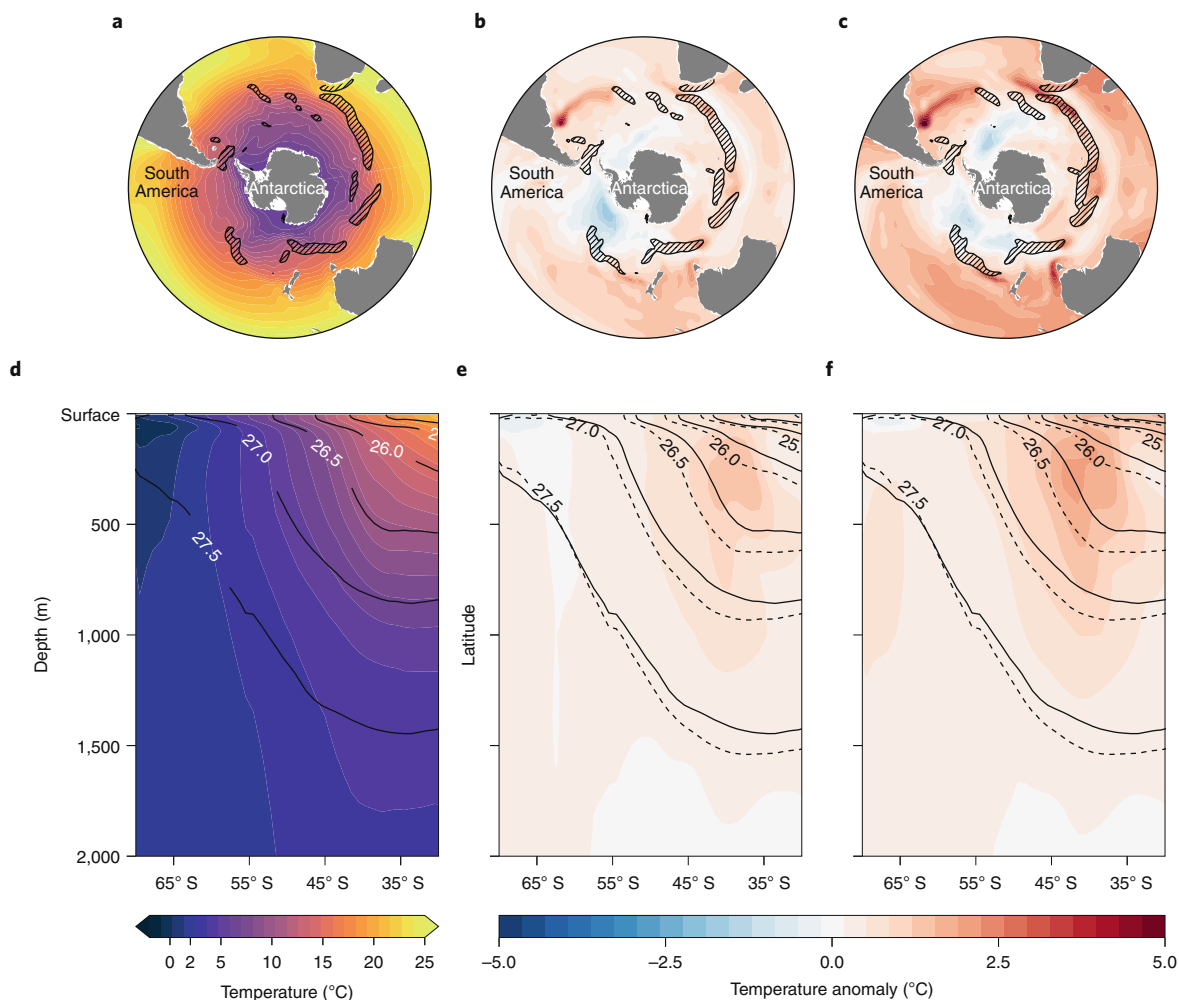 a
b
c
South
America
Antarctica
South
America
Antarctica
South
America
Antarctica
d
e
f
Surface
500
1,000
1,500
2,000
Depth (m)
27.0
26.5
26.0
27.5
Latitude
27.0
26.5
26.0
25.
27.5
27.0
26.5
26.0
25.
27.5
65° S
55° S
45° S
35° S
65° S
55° S
45° S
35° S
65° S
55° S
45° S
35° S
0 2 5 10 15 20 25
Temperature (°C)
–5.0 –2.5 0.0 2.5 5.0
Temperature anomaly (°C)